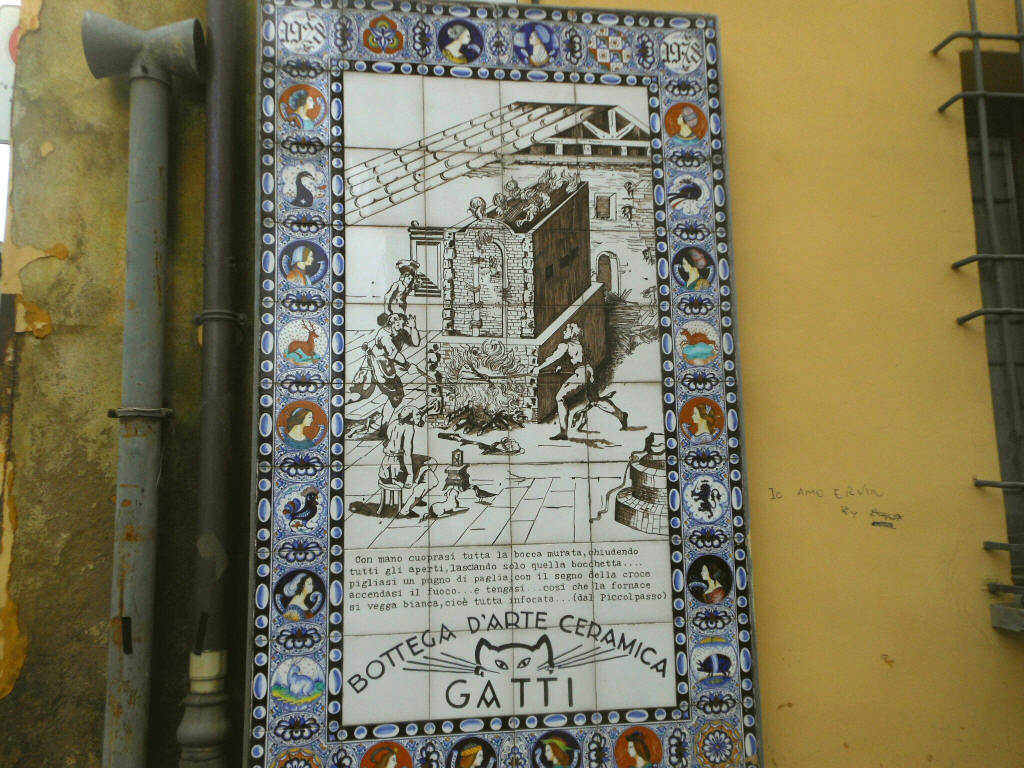 1928
1978
Con mano cuoprasi tutta la bocca murata,chiudendo
tutti gli aperti,lasciando solo quella bocchetta....
pigliasi un pugno di paglia,con il segno della croce
accendasi il fuoco...e tengasi...così che la fornace
si vegga bianca,cioè tutta infocata...(dal Piccolpasso)
BOTTEGA D'ARTE CERAMICA
GATTI
IO AMO ERVIN
BY